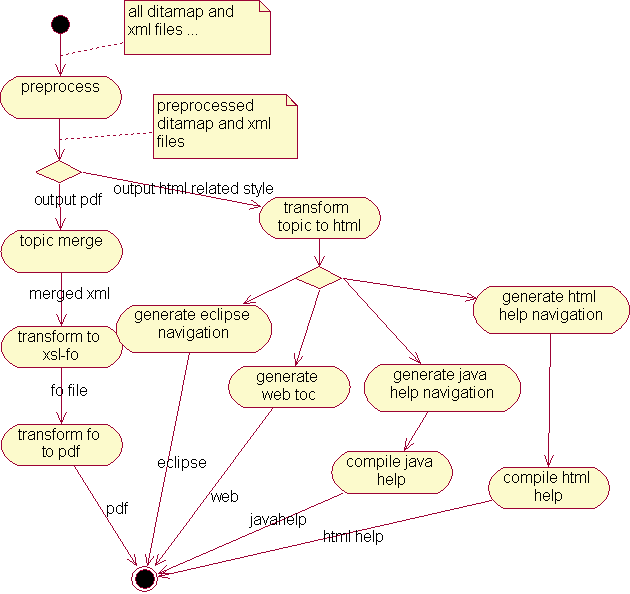 all ditamap and
xml files ...
preprocess
preprocessed
ditamap and xml
files
output pdf
output html related style
transform
topic to html
topic merge
merged xml
generate eclipse
navigation
generate html
help navigation
transform to
xsl-fo
generate
web toc
generate java
help navigation
fo file
transform fo
to pdf
compile java
help
compile html
help
eclipse
web
pdf
javahelp
html help